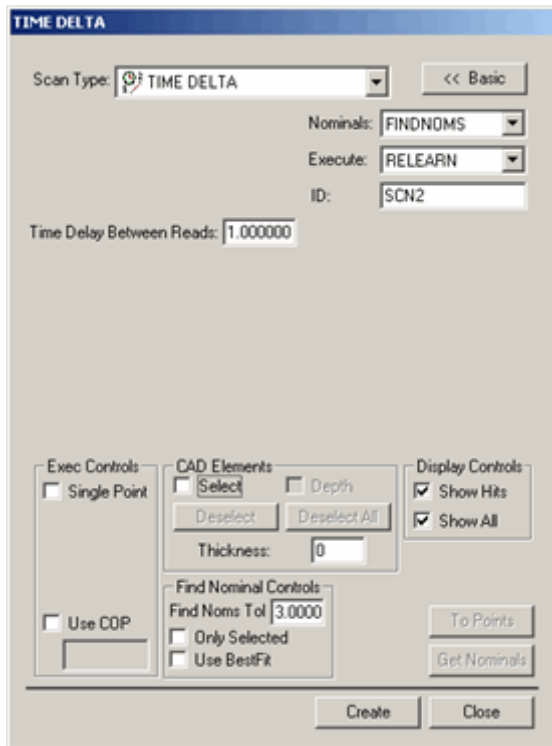 TIME DELTA
Scan Type: TIME DELTA << Basic
Nominals: FINDNOMS
Execute: RELEARN
ID: SCN2
Time Delay Between Reads: 1.000000
Exec Controls CAD Elements Display Controls
Single Point Select Depth Show Hits
Deselect Deselect All Show All
Thickness: 0
Find Nominal Controls
Use COP Find Noms Tol 3.0000 To Points
Only Selected
Use BestFit Get Nominals
Create Close